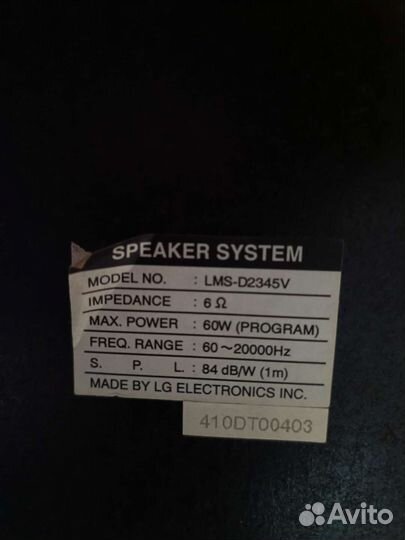 SPEAKER SYSTEM
MODEL NO. : LMS-D2345V
IMPEDANCE : 6 Ω
MAX. POWER : 60W (PROGRAM)
FREQ. RANGE : 60～20000Hz
S. P. L. : 84 dB/W (1m)
MADE BY LG ELECTRONICS INC.
410DT00403
Avito